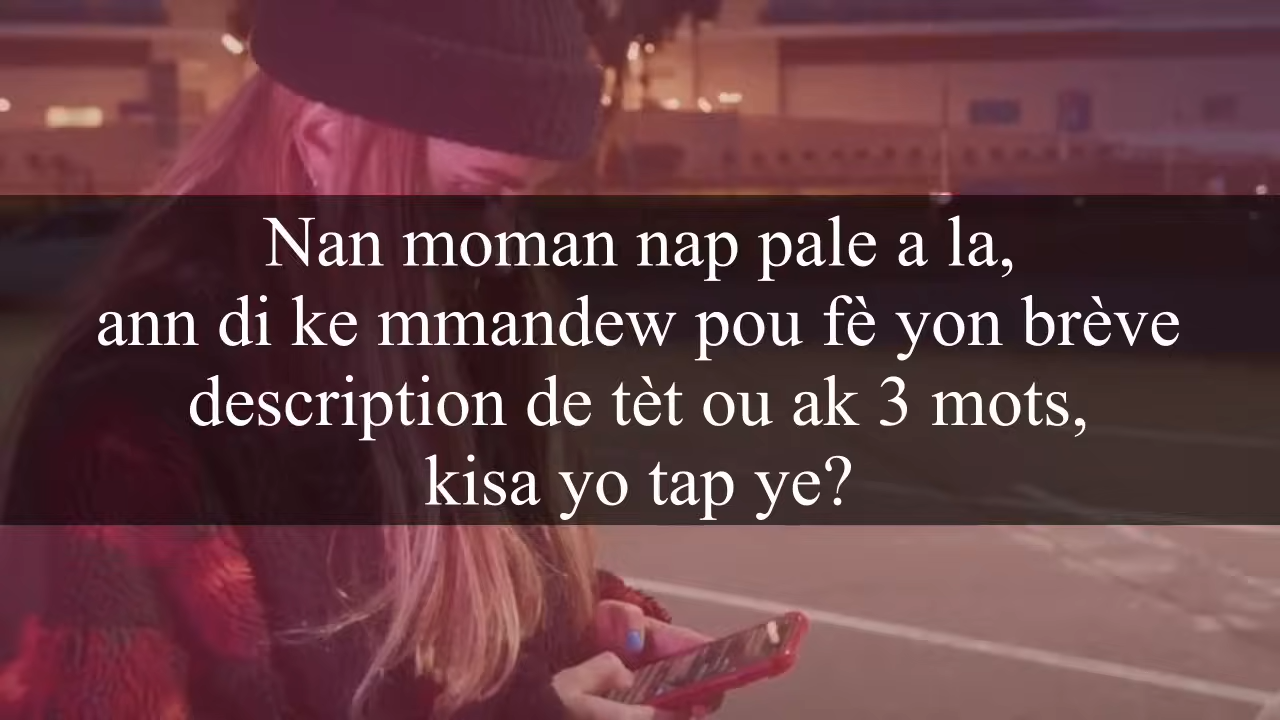 Nan moman nap pale a la,
ann di ke mmandew pou fè yon brève
description de tèt ou ak 3 mots,
kisa yo tap ye?